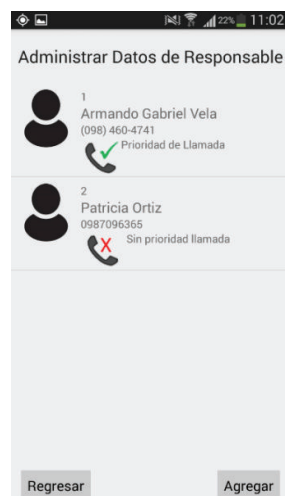 22% 11:02
Administrar Datos de Responsable
1
Armando Gabriel Vela
(098) 460-4741
Prioridad de Llamada
2
Patricia Ortiz
0987096365
Sin prioridad llamada
Regresar Agregar